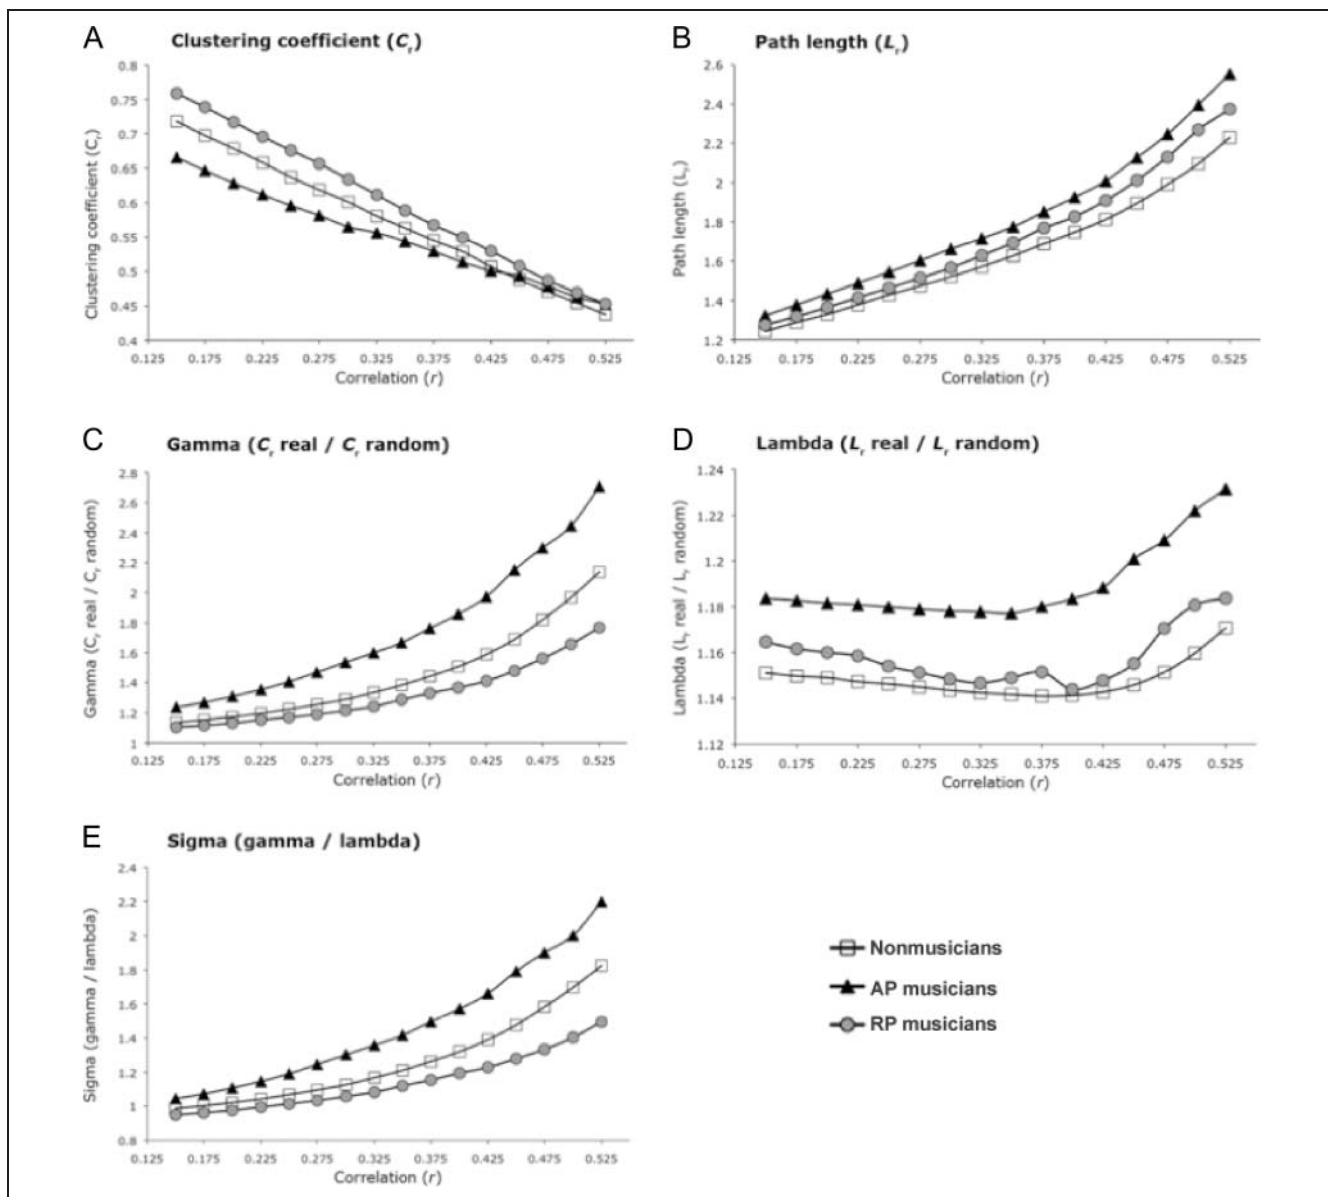 A
Clustering coefficient (Cr)
Clustering coefficient (Cr)
0.8
0.75
0.7
0.65
0.6
0.55
0.5
0.45
0.4
0.125 0.175 0.225 0.275 0.325 0.375 0.425 0.475 0.525
Correlation (r)
B
Path length (Lr)
Path length (Lr)
2.6
2.4
2.2
2
1.8
1.6
1.4
1.2
0.125 0.175 0.225 0.275 0.325 0.375 0.425 0.475 0.525
Correlation (r)
C
Gamma (Cr real / Cr random)
Gamma (Cr real / Cr random)
2.8
2.6
2.4
2.2
2
1.8
1.6
1.4
1.2
1
0.125 0.175 0.225 0.275 0.325 0.375 0.425 0.475 0.525
Correlation (r)
D
Lambda (Lr real / Lr random)
Lambda (Lr real / Lr random)
1.24
1.22
1.2
1.18
1.16
1.14
1.12
0.125 0.175 0.225 0.275 0.325 0.375 0.425 0.475 0.525
Correlation (r)
E
Sigma (gamma / lambda)
Sigma (gamma / lambda)
2.4
2.2
2
1.8
1.6
1.4
1.2
1
0.8
0.125 0.175 0.225 0.275 0.325 0.375 0.425 0.475 0.525
Correlation (r)
Nonmusicians
AP musicians
RP musicians